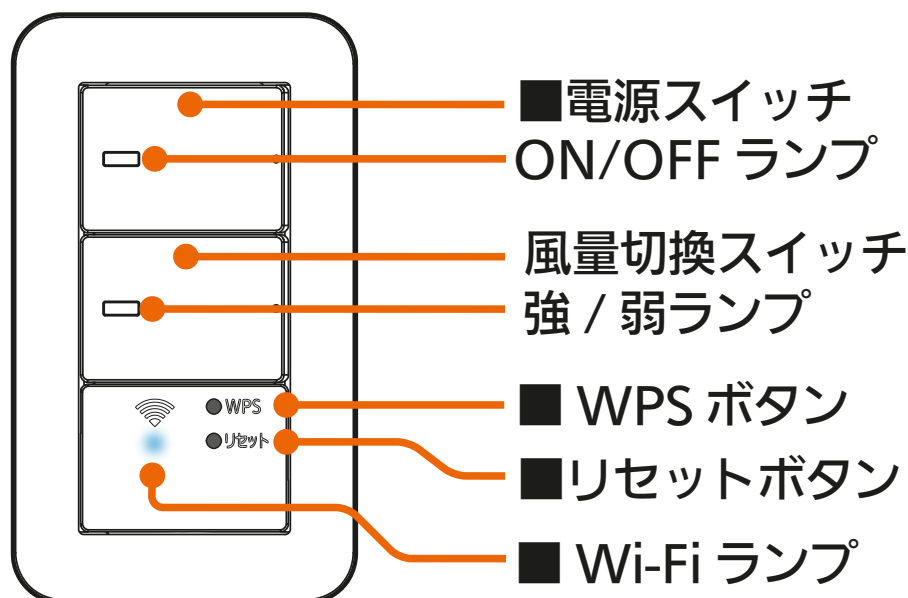 ■電源スイッチ
ON/OFF ランプ
風量切換スイッチ
強 / 弱ランプ
● WPS
● リセット
■ WPS ボタン
■リセットボタン
■ Wi-Fi ランプ